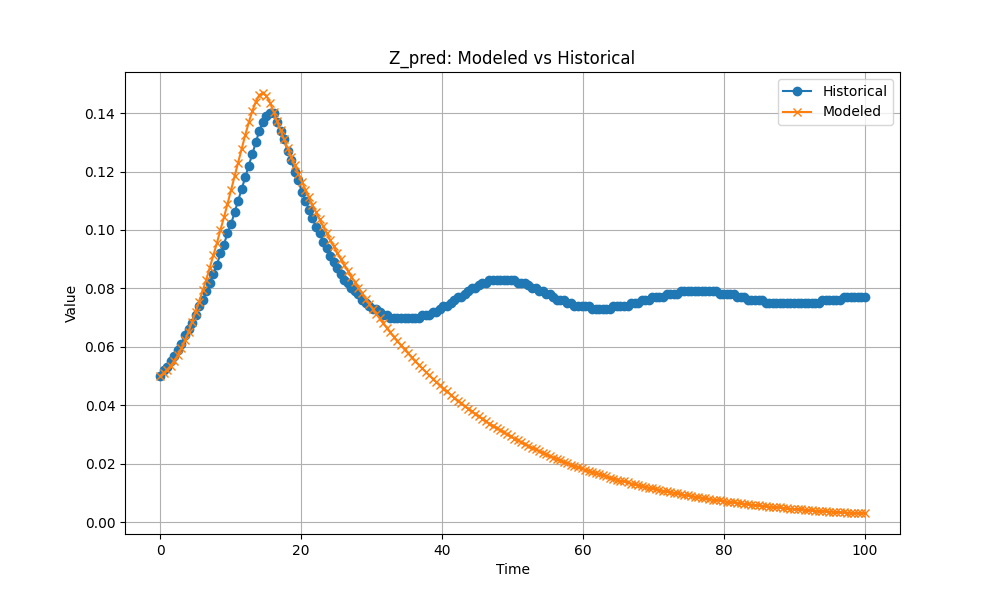 Z_pred: Modeled vs Historical
Historical
Modeled
Value
0.14
0.12
0.10
0.08
0.06
0.04
0.02
0.00
0 20 40 60 80 100
Time